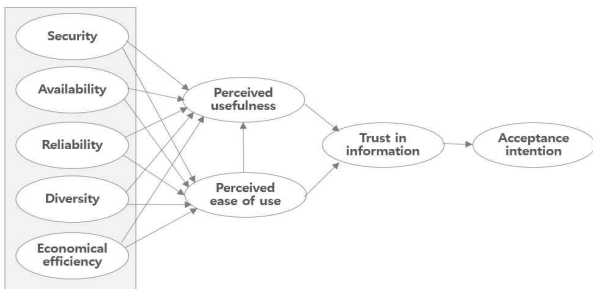 Security
Availability
Reliability
Diversity
Economical
efficiency
Perceived
usefulness
Perceived
ease of use
Trust in
information
Acceptance
intention